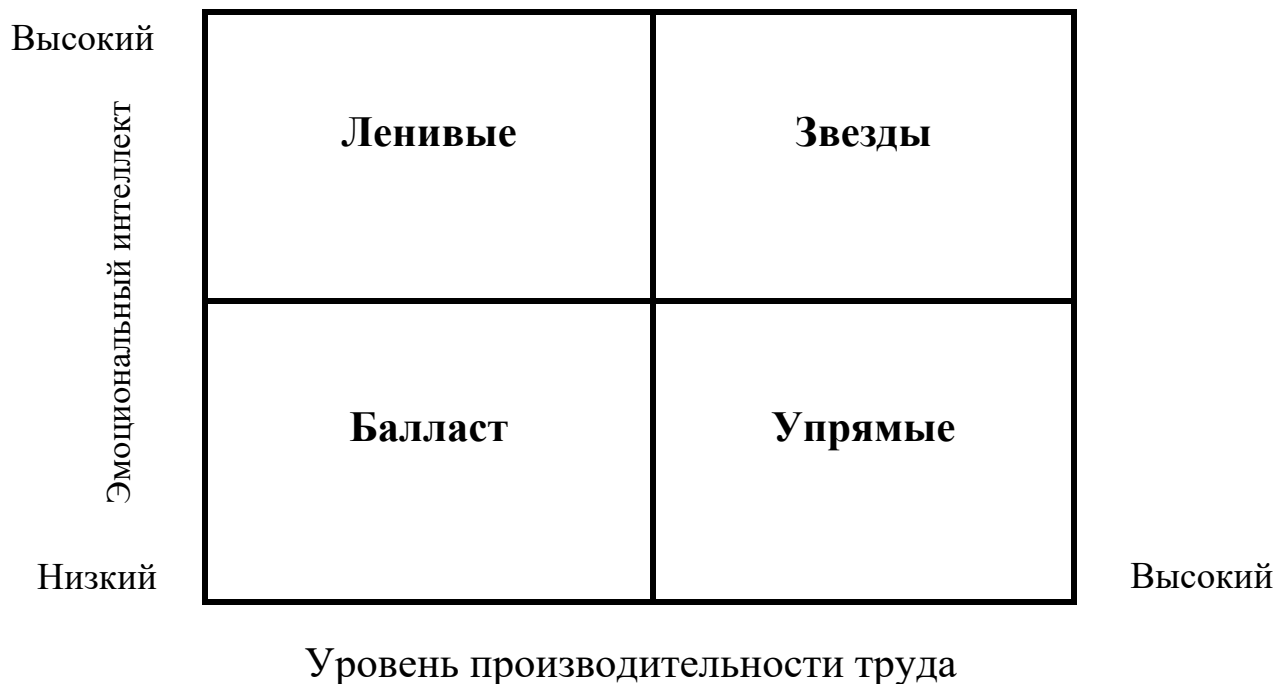 Высокий
Эмоциональный интеллект
Ленивые
Звезды
Балласт
Упрямые
Низкий
Высокий
Уровень производительности труда